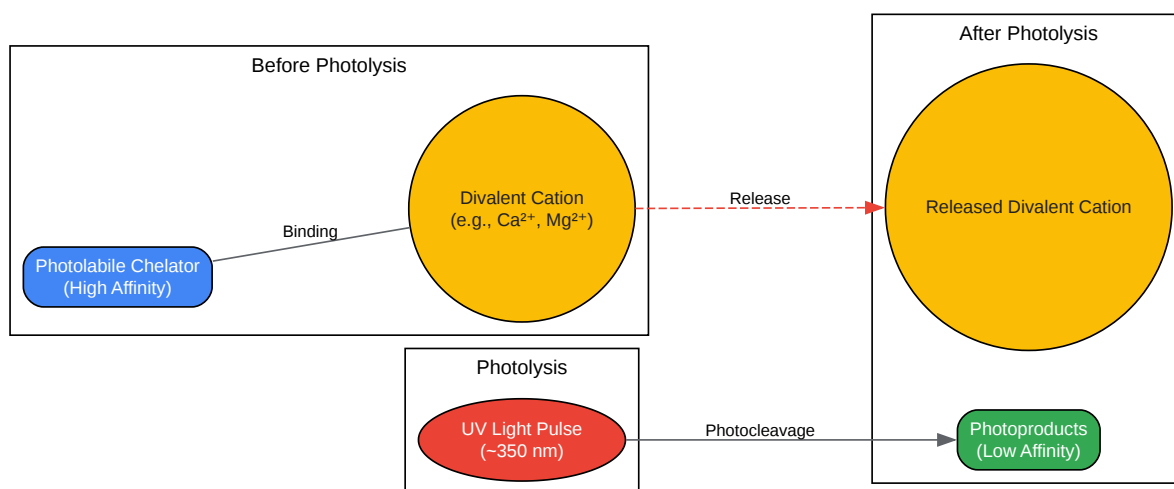 Before Photolysis
Divalent Cation
(e.g., Ca²⁺, Mg²⁺)
Binding
Photolabile Chelator
(High Affinity)
Release
After Photolysis
Released Divalent Cation
Photolysis
UV Light Pulse
(~350 nm)
Photocleavage
Photoproducts
(Low Affinity)